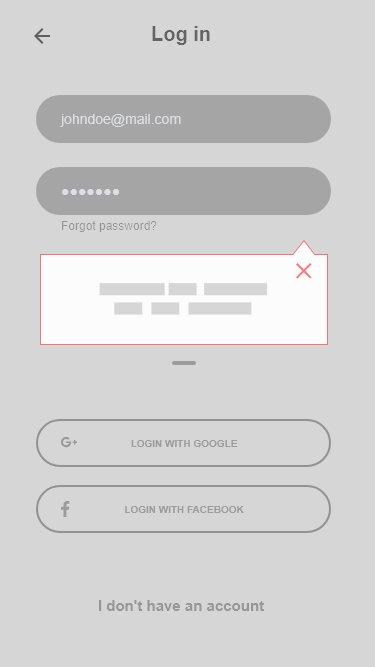 Log in
johndoe@mail.com
Forgot password?
LOGIN WITH GOOGLE
LOGIN WITH FACEBOOK
I don't have an account